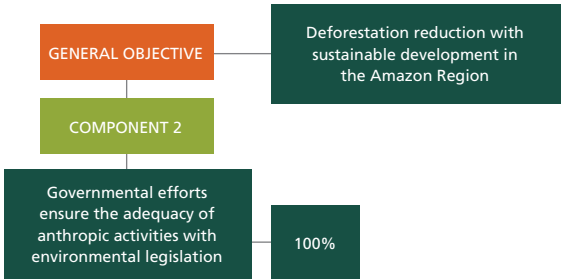 GENERAL OBJECTIVE
Deforestation reduction with
sustainable development in
the Amazon Region
COMPONENT 2
Governmental efforts
ensure the adequacy of
anthropic activities with
environmental legislation
100%